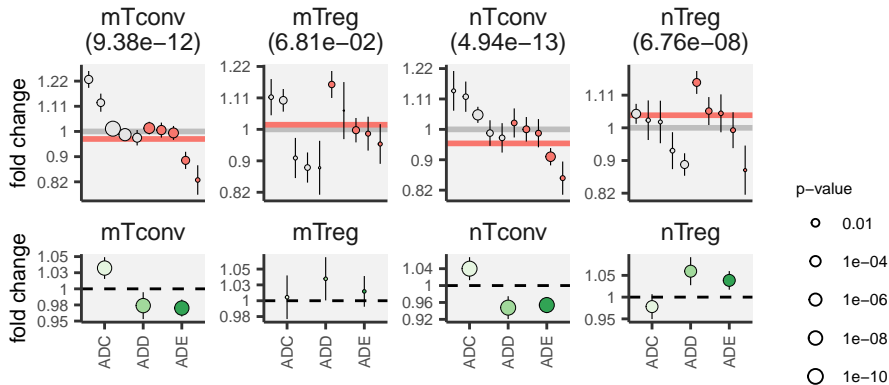 mTconv
(9.38e−12)
mTreg
(6.81e−02)
nTconv
(4.94e−13)
nTreg
(6.76e−08)
fold change
1.22
1.11
1
0.9
0.82
1.22
1.11
1
0.9
0.82
1.22
1.11
1
0.9
0.82
1.11
1
0.9
0.82
mTconv
mTreg
nTconv
nTreg
fold change
1.05
1.03
1
0.98
0.95
1.05
1.03
1
0.98
1.04
1
0.96
0.92
1.05
1
0.95
ADC
ADD
ADE
ADC
ADD
ADE
ADC
ADD
ADE
ADC
ADD
ADE
p−value
0.01
1e−04
1e−06
1e−08
1e−10